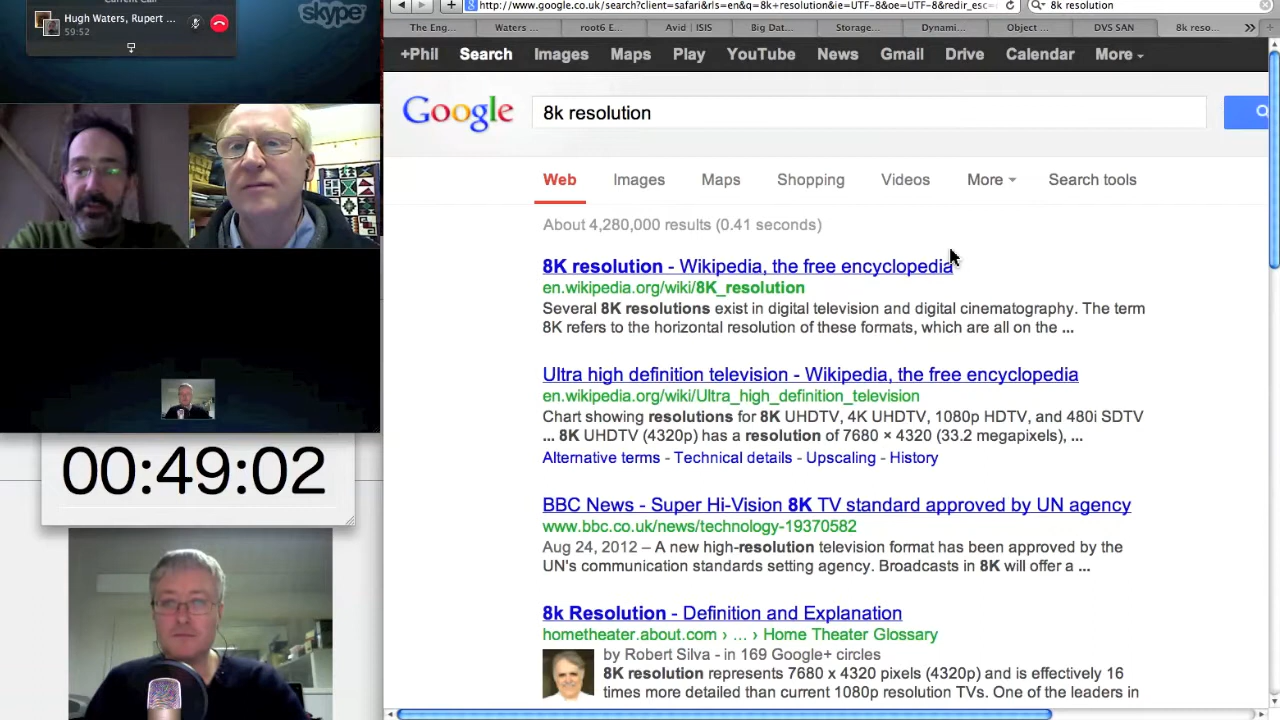 Current Call
skype
Hugh Waters, Rupert ...
59:52
00:49:02
http://www.google.co.uk/search?client=safari&rls=en&q=8k+resolution&ie=UTF-8&oe=UTF-8&redir_esc=
8k resolution
The Eng...
Waters ...
root6 E...
Avid | ISIS
Big Dat...
Storage...
Dynami...
Object ...
DVS SAN
8k reso...
+Phil Search Images Maps Play YouTube News Gmail Drive Calendar More
Google
8k resolution
Web Images Maps Shopping Videos More Search tools
About 4,280,000 results (0.41 seconds)
8K resolution - Wikipedia, the free encyclopedia
en.wikipedia.org/wiki/8K_resolution
Several 8K resolutions exist in digital television and digital cinematography. The term
8K refers to the horizontal resolution of these formats, which are all on the ...
Ultra high definition television - Wikipedia, the free encyclopedia
en.wikipedia.org/wiki/Ultra_high_definition_television
Chart showing resolutions for 8K UHDTV, 4K UHDTV, 1080p HDTV, and 480i SDTV
... 8K UHDTV (4320p) has a resolution of 7680 × 4320 (33.2 megapixels), ...
Alternative terms - Technical details - Upscaling - History
BBC News - Super Hi-Vision 8K TV standard approved by UN agency
www.bbc.co.uk/news/technology-19370582
Aug 24, 2012 – A new high-resolution television format has been approved by the
UN's communication standards setting agency. Broadcasts in 8K will offer a ...
8k Resolution - Definition and Explanation
hometheater.about.com › ... › Home Theater Glossary
by Robert Silva - in 169 Google+ circles
8K resolution represents 7680 x 4320 pixels (4320p) and is effectively 16
times more detailed than current 1080p resolution TVs. One of the leaders in